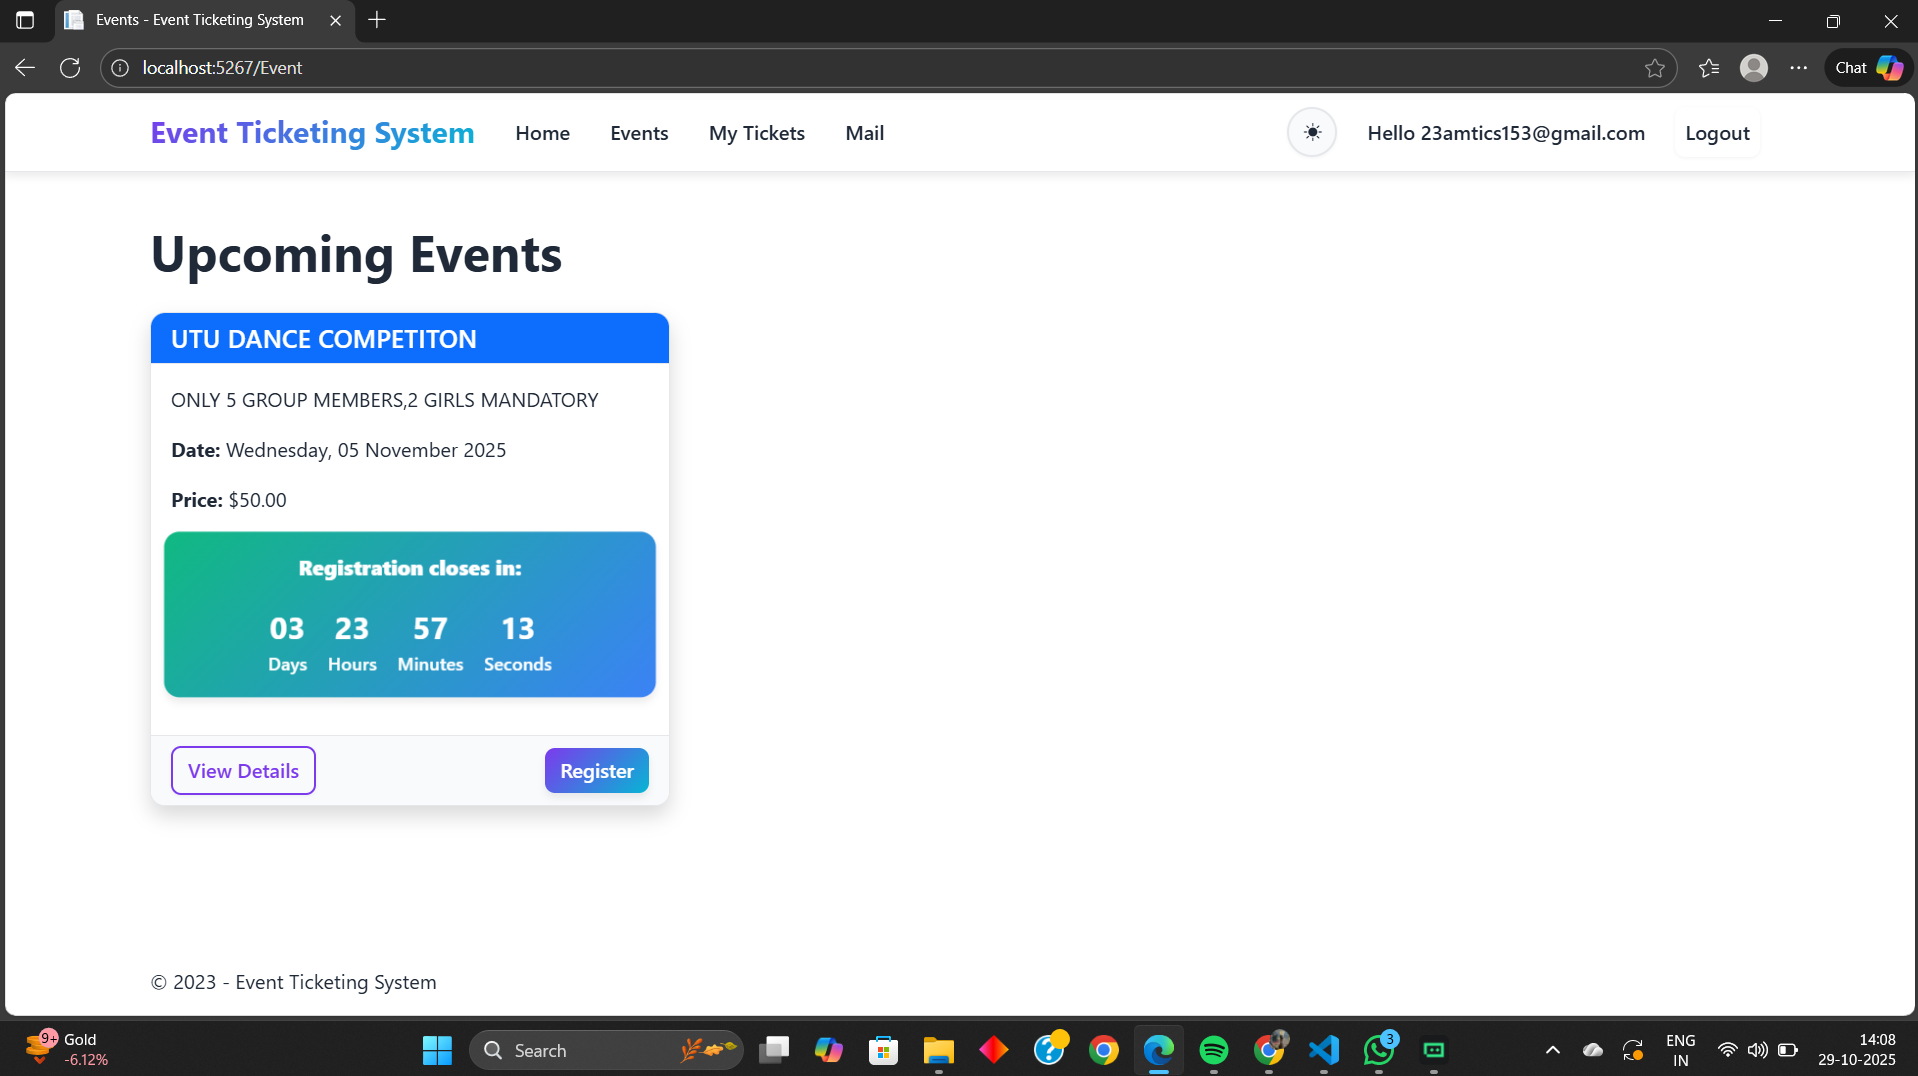 Events - Event Ticketing System
localhost:5267/Event
Chat
Event Ticketing System
Home
Events
My Tickets
Mail
Hello 23amtics153@gmail.com
Logout
Upcoming Events
UTU DANCE COMPETITON
ONLY 5 GROUP MEMBERS,2 GIRLS MANDATORY
Date: Wednesday, 05 November 2025
Price: $50.00
Registration closes in:
03 23 57 13
Days Hours Minutes Seconds
View Details
Register
© 2023 - Event Ticketing System
9+
Gold
-6.12%
Search
3
ENG
IN
14:08
29-10-2025